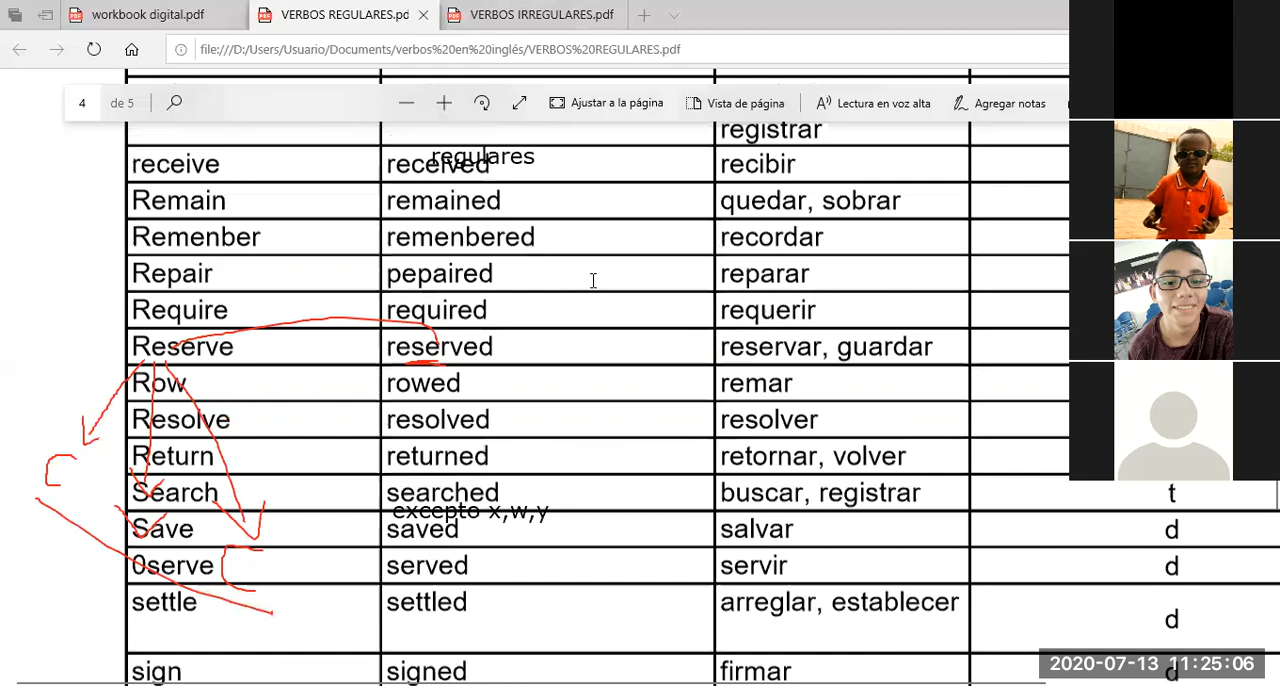 workbook digital.pdf VERBOS REGULARES.pd VERBOS IRREGULARES.pdf
file:///D:/Users/Usuario/Documents/verbos%20en%20inglés/VERBOS%20REGULARES.pdf
4 de 5 Ajustar a la página Vista de página Lectura en voz alta Agregar notas
registrar
regulares
receive received recibir
Remain remained quedar, sobrar
Remenber remenbered recordar
Repair pepaired reparar
Require required requerir
Reserve reserved reservar, guardar
Row rowed remar
Resolve resolved resolver
Return returned retornar, volver
Search searched buscar, registrar t
excepto x,w,y
Save saved salvar d
0serve served servir d
settle settled arreglar, establecer d
sign signed firmar d
2020-07-13 11:25:06